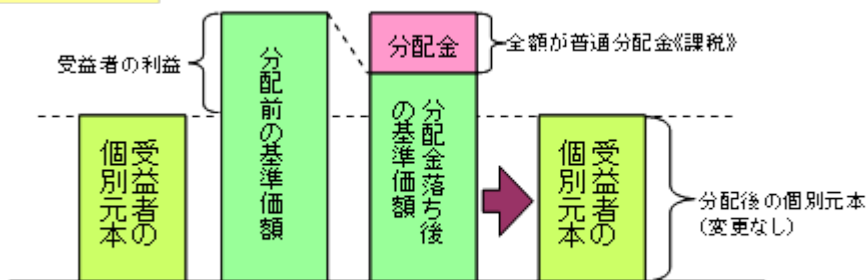 受益者の利益
受益者の
個別元本
分配前の基準価額
分配金
全額が普通分配金《課税》
分配金落ち後
の基準価額
受益者の
個別元本
分配後の個別元本
(変更なし)